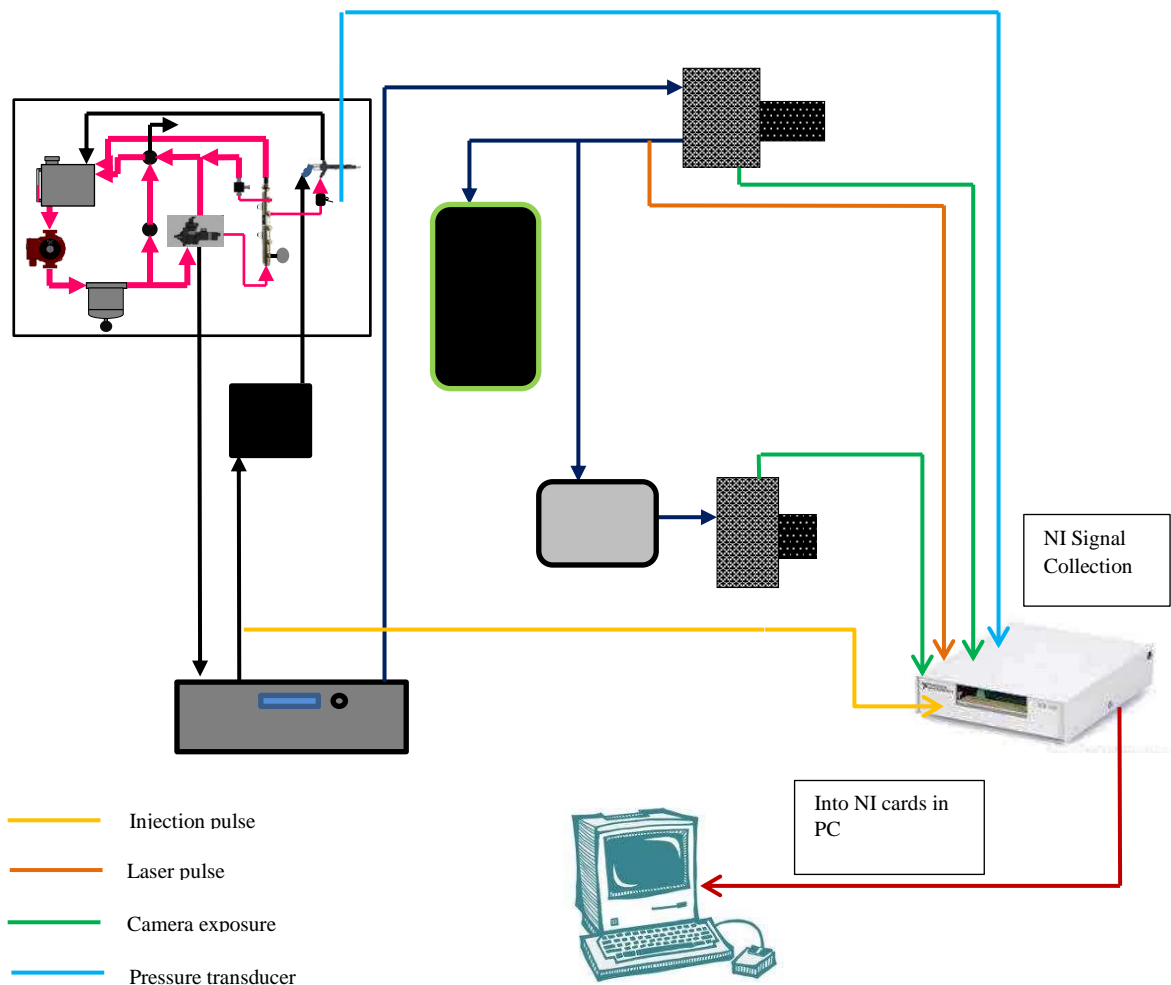 NI Signal
Collection
Into NI cards in
PC
Injection pulse
Laser pulse
Camera exposure
Pressure transducer